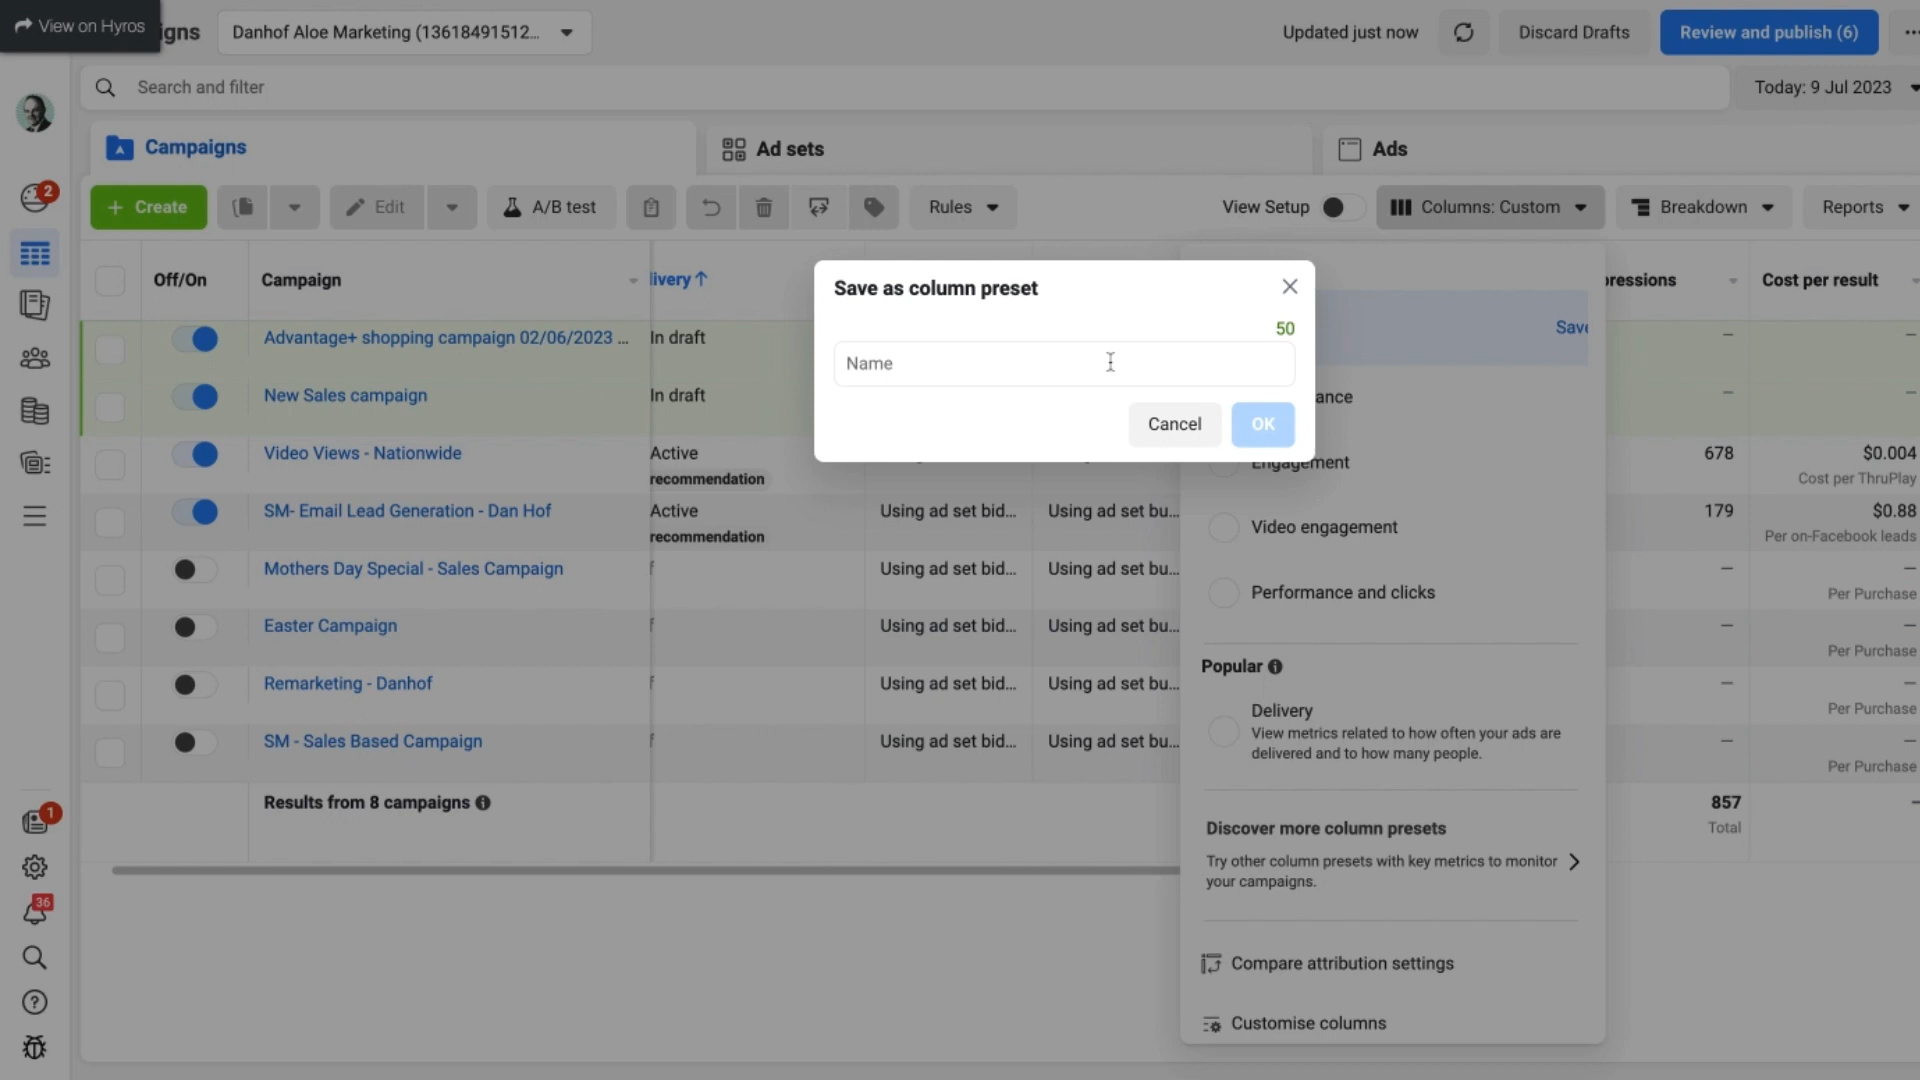 View on Hyros
igns
Danhof Aloe Marketing (13618491512...
Updated just now
Discard Drafts
Review and publish (6)
Search and filter
Today: 9 Jul 2023
Campaigns
Ad sets
Ads
+ Create
Edit
A/B test
Rules
View Setup
Columns: Custom
Breakdown
Reports
Off/On
Campaign
livery ↑
pressions
Cost per result
Save as column preset
50
Name
Cancel
OK
Save
ance
Engagement
Video engagement
Performance and clicks
Popular
Delivery
View metrics related to how often your ads are
delivered and to how many people.
Discover more column presets
Try other column presets with key metrics to monitor
your campaigns.
Compare attribution settings
Customise columns
Advantage+ shopping campaign 02/06/2023 ...
In draft
—
—
New Sales campaign
In draft
—
—
Video Views - Nationwide
Active
recommendation
678
$0.004
Cost per ThruPlay
SM- Email Lead Generation - Dan Hof
Active
recommendation
Using ad set bid...
Using ad set bu...
179
$0.88
Per on-Facebook leads
Mothers Day Special - Sales Campaign
f
Using ad set bid...
Using ad set bu...
—
—
Per Purchase
Easter Campaign
f
Using ad set bid...
Using ad set bu...
—
—
Per Purchase
Remarketing - Danhof
f
Using ad set bid...
Using ad set bu...
—
—
Per Purchase
SM - Sales Based Campaign
f
Using ad set bid...
Using ad set bu...
—
—
Per Purchase
Results from 8 campaigns
857
Total
—
2
1
36